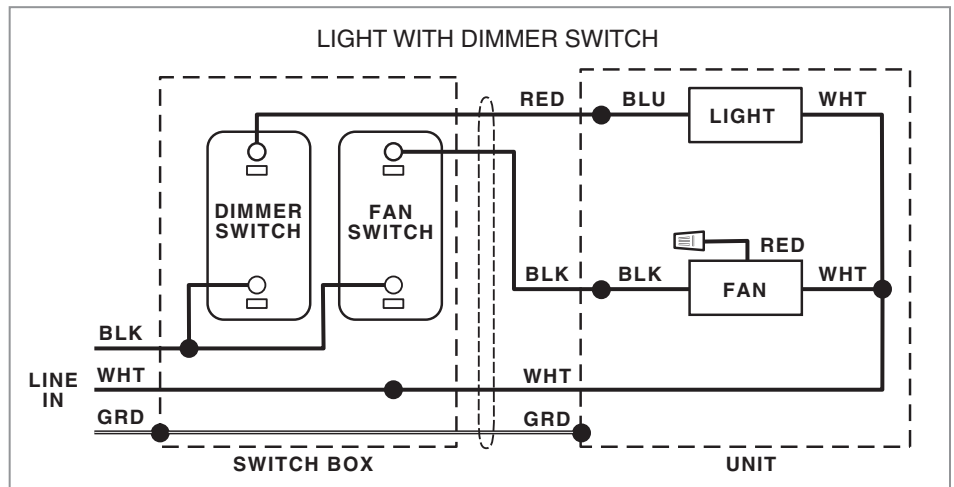 LIGHT WITH DIMMER SWITCH
RED
BLU
LIGHT
WHT
DIMMER
SWITCH
FAN
SWITCH
RED
BLK
BLK
FAN
WHT
BLK
LINE
IN
WHT
WHT
GRD
GRD
SWITCH BOX
UNIT